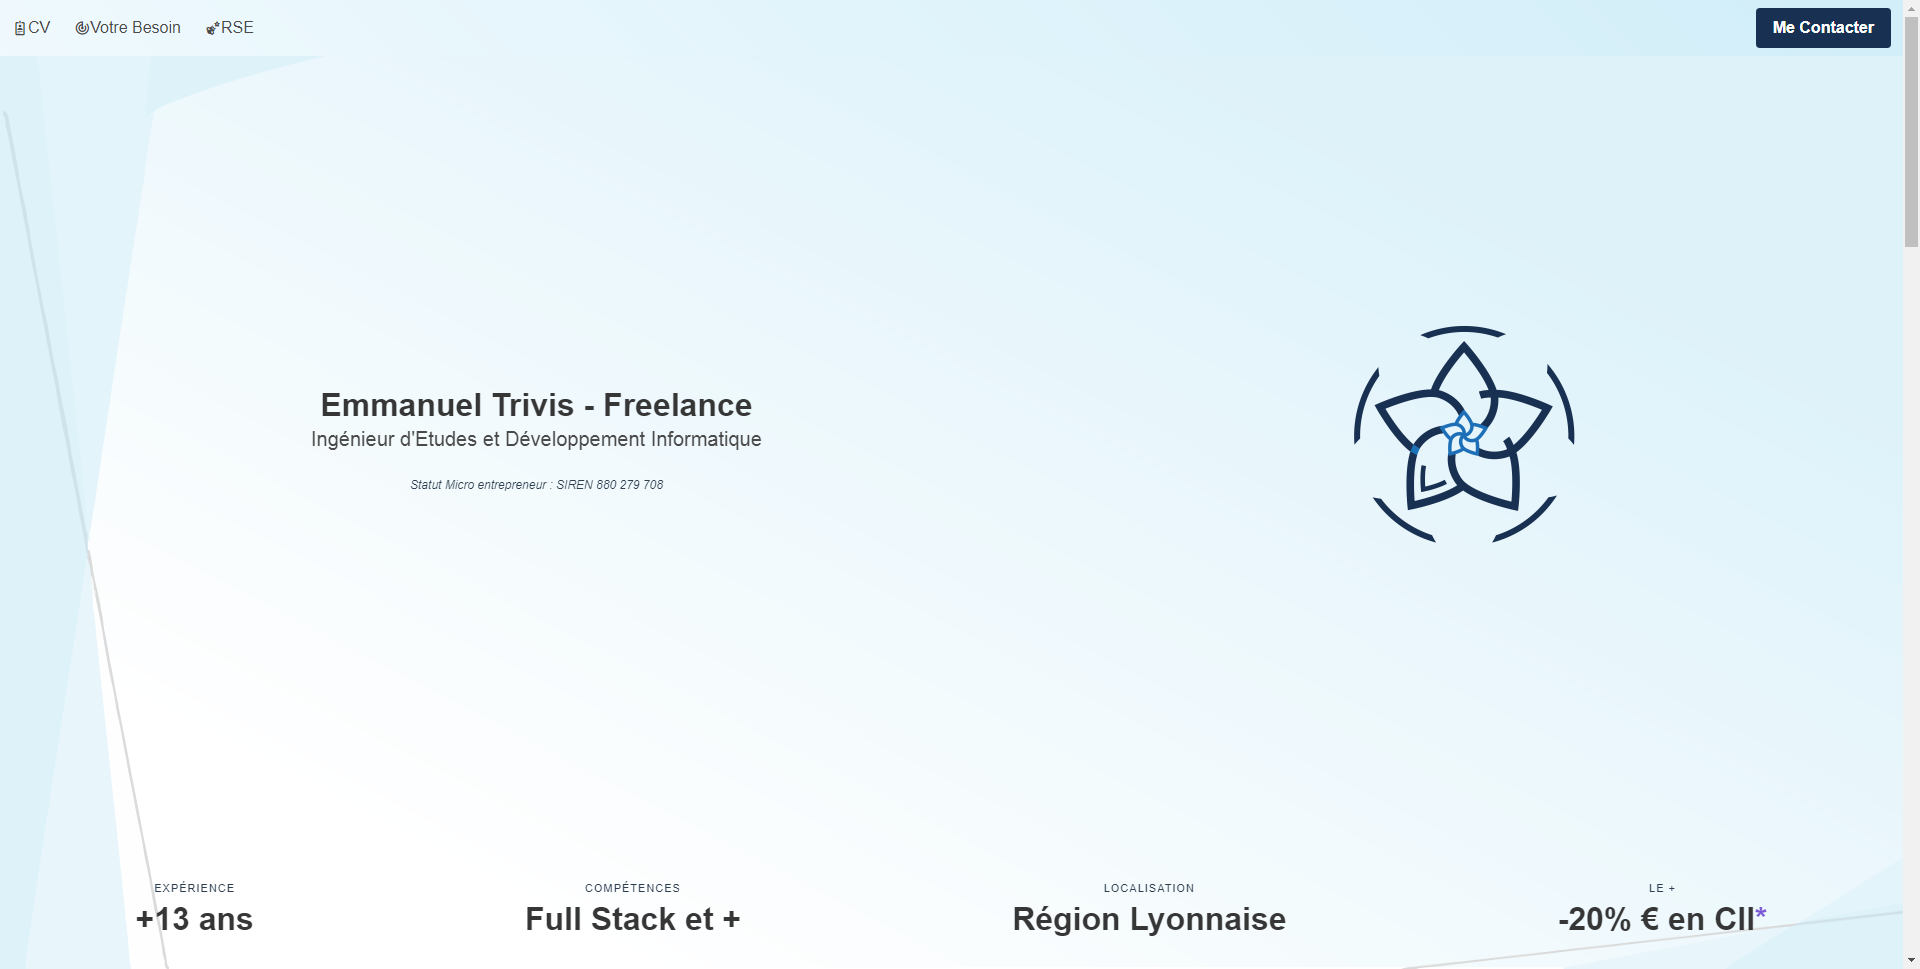 CV
Votre Besoin
RSE
Me Contacter
Emmanuel Trivis - Freelance
Ingénieur d'Etudes et Développement Informatique
Statut Micro entrepreneur : SIREN 880 279 708
EXPÉRIENCE
+13 ans
COMPÉTENCES
Full Stack et +
LOCALISATION
Région Lyonnaise
LE +
-20% € en CII*